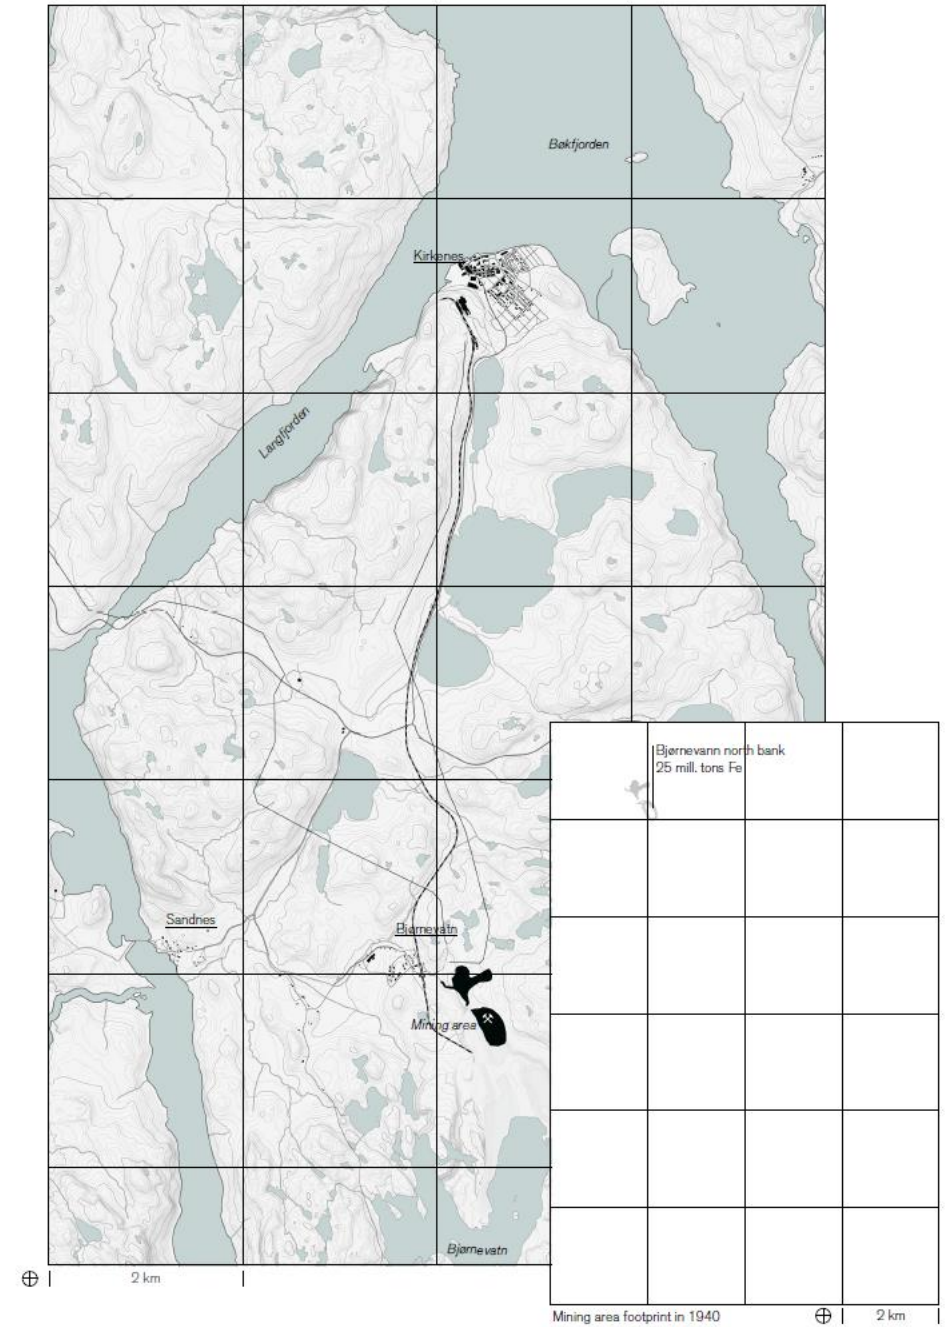 Bøkfjorden
Kirkenes
Langfjorden
Bjørnevann north bank
25 mill. tons Fe
Sandnes
Bjørnevatn
Mining area
Bjørnevatn
2 km
Mining area footprint in 1940
2 km